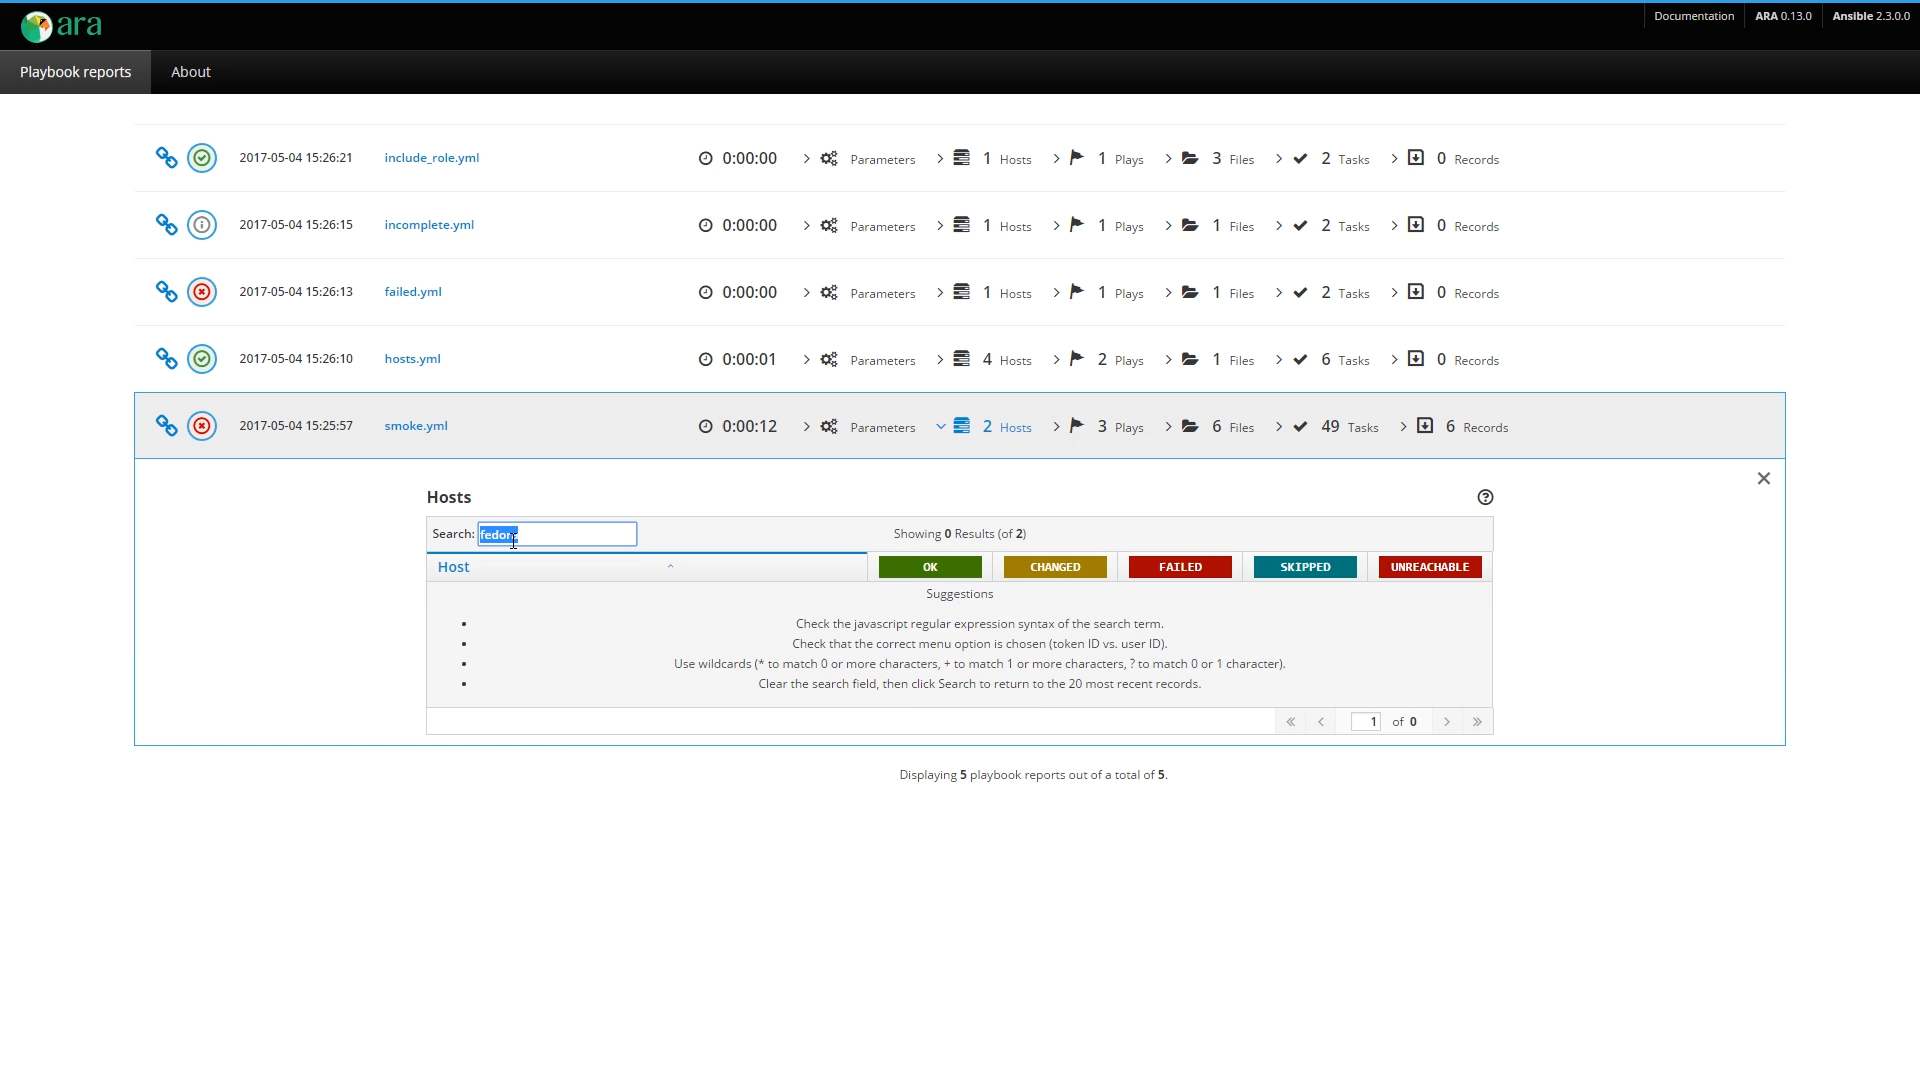 ara
Documentation ARA 0.13.0 Ansible 2.3.0.0
Playbook reports About
2017-05-04 15:26:21 include_role.yml 0:00:00 Parameters 1 Hosts 1 Plays 3 Files 2 Tasks 0 Records
2017-05-04 15:26:15 incomplete.yml 0:00:00 Parameters 1 Hosts 1 Plays 1 Files 2 Tasks 0 Records
2017-05-04 15:26:13 failed.yml 0:00:00 Parameters 1 Hosts 1 Plays 1 Files 2 Tasks 0 Records
2017-05-04 15:26:10 hosts.yml 0:00:01 Parameters 4 Hosts 2 Plays 1 Files 6 Tasks 0 Records
2017-05-04 15:25:57 smoke.yml 0:00:12 Parameters 2 Hosts 3 Plays 6 Files 49 Tasks 6 Records
Hosts
Search: Showing 0 Results (of 2)
Host OK CHANGED FAILED SKIPPED UNREACHABLE
Suggestions
• Check the javascript regular expression syntax of the search term.
• Check that the correct menu option is chosen (token ID vs. user ID).
• Use wildcards (* to match 0 or more characters, + to match 1 or more characters, ? to match 0 or 1 character).
• Clear the search field, then click Search to return to the 20 most recent records.
« < 1 of 0 > »
Displaying 5 playbook reports out of a total of 5.